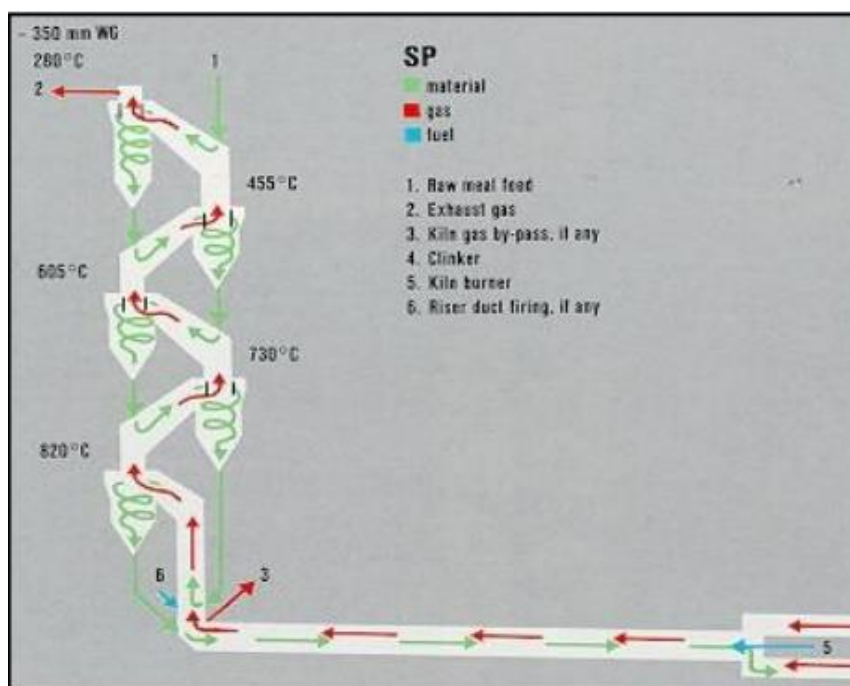 - 350 mm WG
280°C
2
1
SP
material
gas
fuel
455°C
1. Raw meal feed
2. Exhaust gas
3. Kiln gas by-pass, if any
4. Clinker
5. Kiln burner
6. Riser duct firing, if any
605°C
730°C
820°C
6
3
5